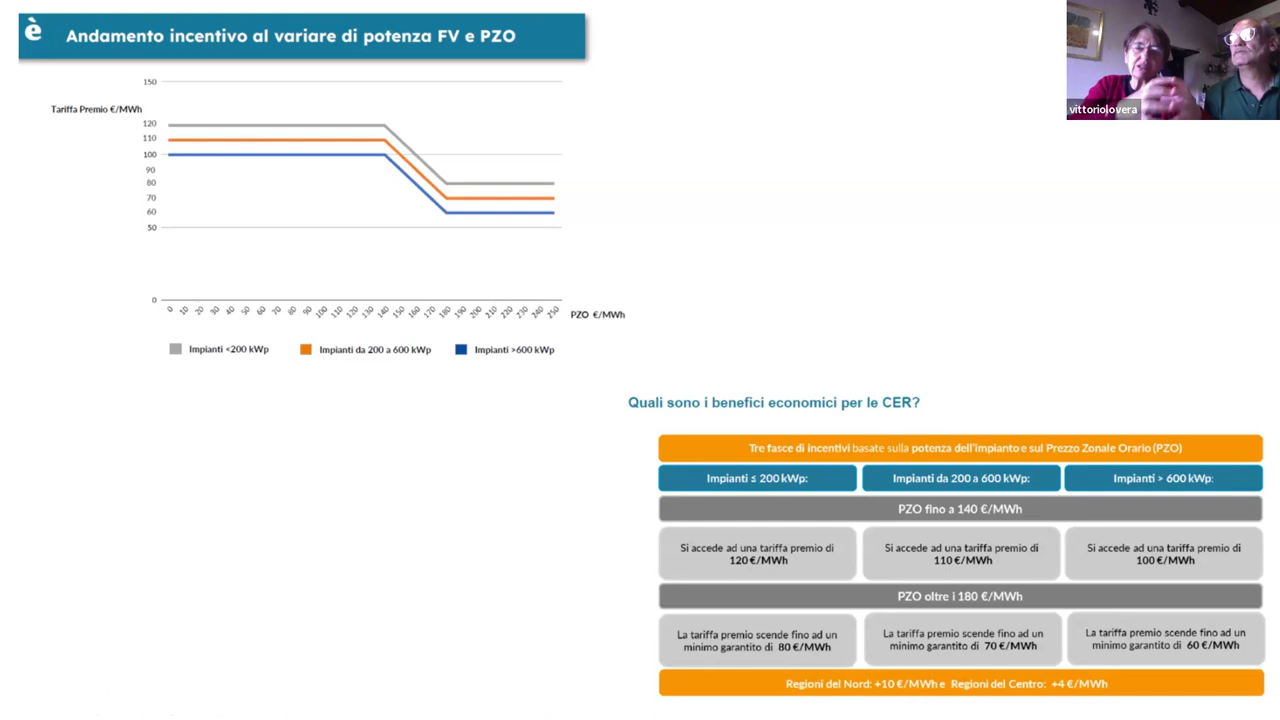 è
Andamento incentivo al variare di potenza FV e PZO
Tariffa Premio €/MWh
150
120
110
100
90
80
70
60
50
0
0 10 20 30 40 50 60 70 80 90 100 110 120 130 140 150 160 170 180 190 200 210 220 230 240 250
PZO €/MWh
Impianti <200 kWp
Impianti da 200 a 600 kWp
Impianti >600 kWp
vittoriolovera
Quali sono i benefici economici per le CER?
Tre fasce di incentivi basate sulla potenza dell'impianto e sul Prezzo Zonale Orario (PZO)
Impianti ≤ 200 kWp:
Impianti da 200 a 600 kWp:
Impianti > 600 kWp:
PZO fino a 140 €/MWh
Si accede ad una tariffa premio di
120 €/MWh
Si accede ad una tariffa premio di
110 €/MWh
Si accede ad una tariffa premio di
100 €/MWh
PZO oltre i 180 €/MWh
La tariffa premio scende fino ad un
minimo garantito di 80 €/MWh
La tariffa premio scende fino ad un
minimo garantito di 70 €/MWh
La tariffa premio scende fino ad un
minimo garantito di 60 €/MWh
Regioni del Nord: +10 €/MWh e Regioni del Centro: +4 €/MWh